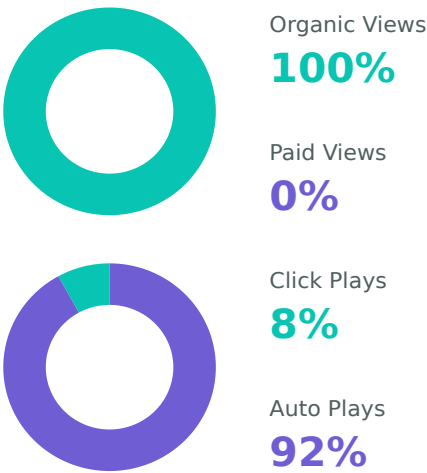 Organic Views
100%
Paid Views
0%
Click Plays
8%
Auto Plays
92%